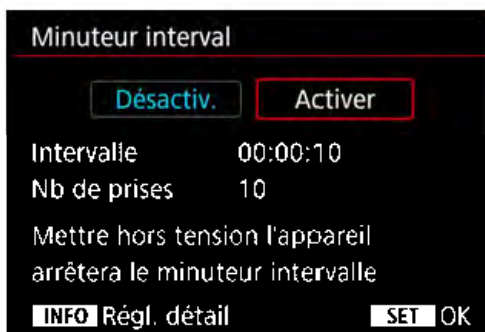 Minuteur interval
Désactiv. Activer
Intervalle 00:00:10
Nb de prises 10
Mettre hors tension l'appareil
arrêtera le minuteur intervalle
INFO Régl. détail SET OK